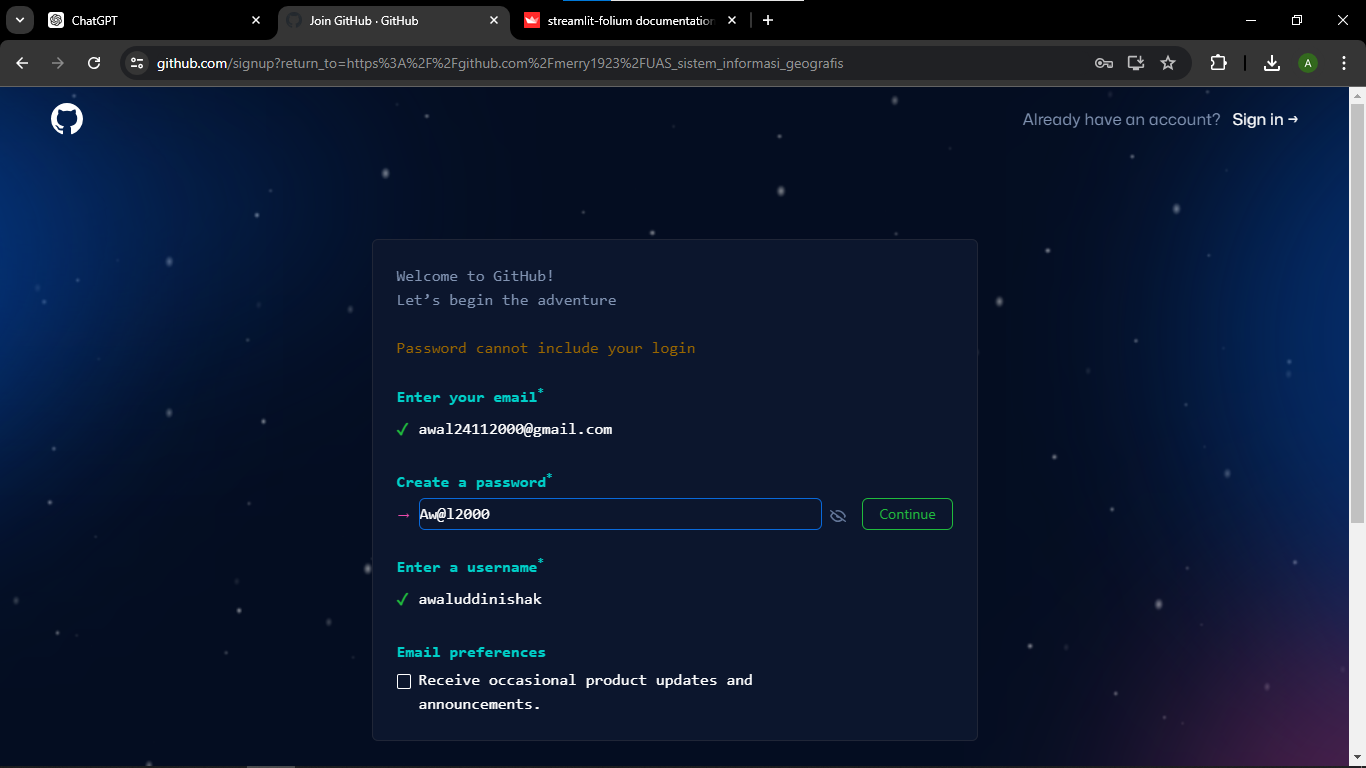 ChatGPT
Join GitHub · GitHub
streamlit-folium documentation
github.com/signup?return_to=https%3A%2F%2Fgithub.com%2Fmerry1923%2FUAS_sistem_informasi_geografis
A
Already have an account? Sign in →
Welcome to GitHub!
Let’s begin the adventure
Password cannot include your login
Enter your email*
✓ awal24112000@gmail.com
Create a password*
→ Aw@l2000 Continue
Enter a username*
✓ awaluddinishak
Email preferences
Receive occasional product updates and
announcements.